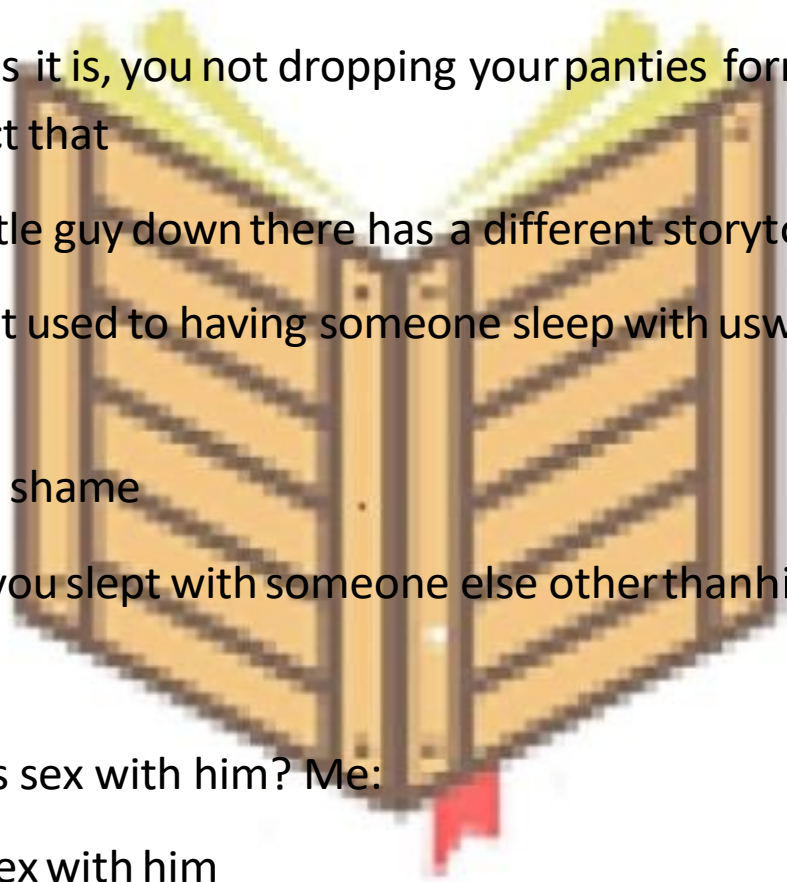 s it is, you not dropping your panties for
ct that
tle guy down there has a different story
t used to having someone sleep with us
shame
you slept with someone else other than
s sex with him? Me:
ex with him